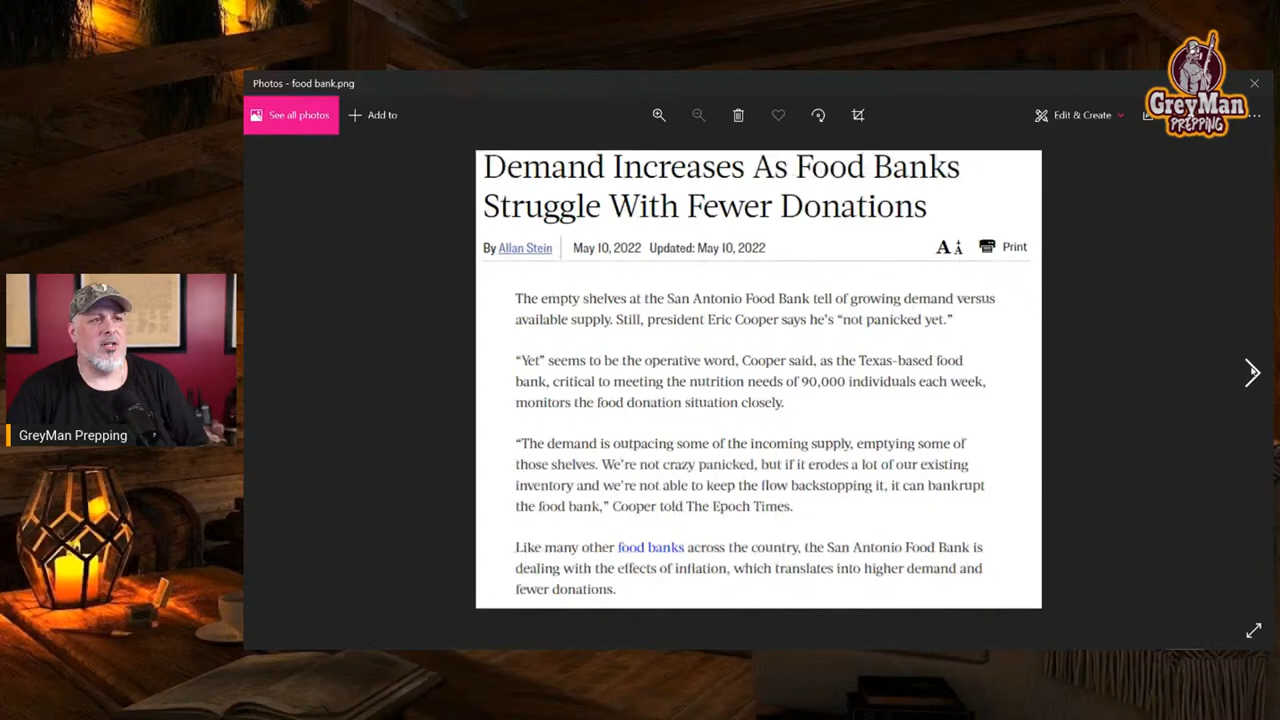 Photos - food bank.png
See all photos
Add to
Edit & Create
GreyMan
PREPPING
Demand Increases As Food Banks
Struggle With Fewer Donations
By Allan Stein
May 10, 2022 Updated: May 10, 2022
A A
Print
The empty shelves at the San Antonio Food Bank tell of growing demand versus
available supply. Still, president Eric Cooper says he's “not panicked yet.”
“Yet” seems to be the operative word, Cooper said, as the Texas-based food
bank, critical to meeting the nutrition needs of 90,000 individuals each week,
monitors the food donation situation closely.
“The demand is outpacing some of the incoming supply, emptying some of
those shelves. We're not crazy panicked, but if it erodes a lot of our existing
inventory and we're not able to keep the flow backstopping it, it can bankrupt
the food bank,” Cooper told The Epoch Times.
Like many other food banks across the country, the San Antonio Food Bank is
dealing with the effects of inflation, which translates into higher demand and
fewer donations.
GreyMan Prepping